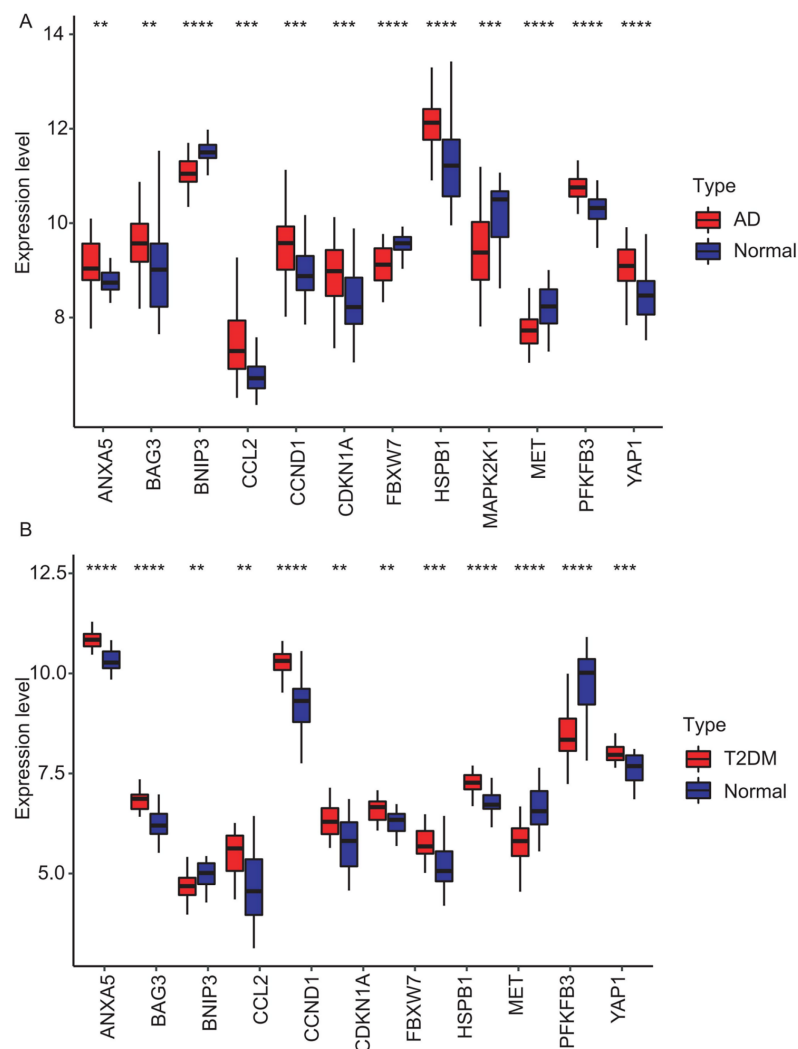 A
** ** **** *** *** *** **** **** *** **** **** ****
14
12
10
8
Expression level
ANXA5
BAG3
BNIP3
CCL2
CCND1
CDKN1A
FBXW7
HSPB1
MAPK2K1
MET
PFKFB3
YAP1
Type
AD
Normal
B
**** **** ** ** **** ** ** *** **** **** **** ***
12.5
10.0
7.5
5.0
Expression level
ANXA5
BAG3
BNIP3
CCL2
CCND1
CDKN1A
FBXW7
HSPB1
MET
PFKFB3
YAP1
Type
T2DM
Normal